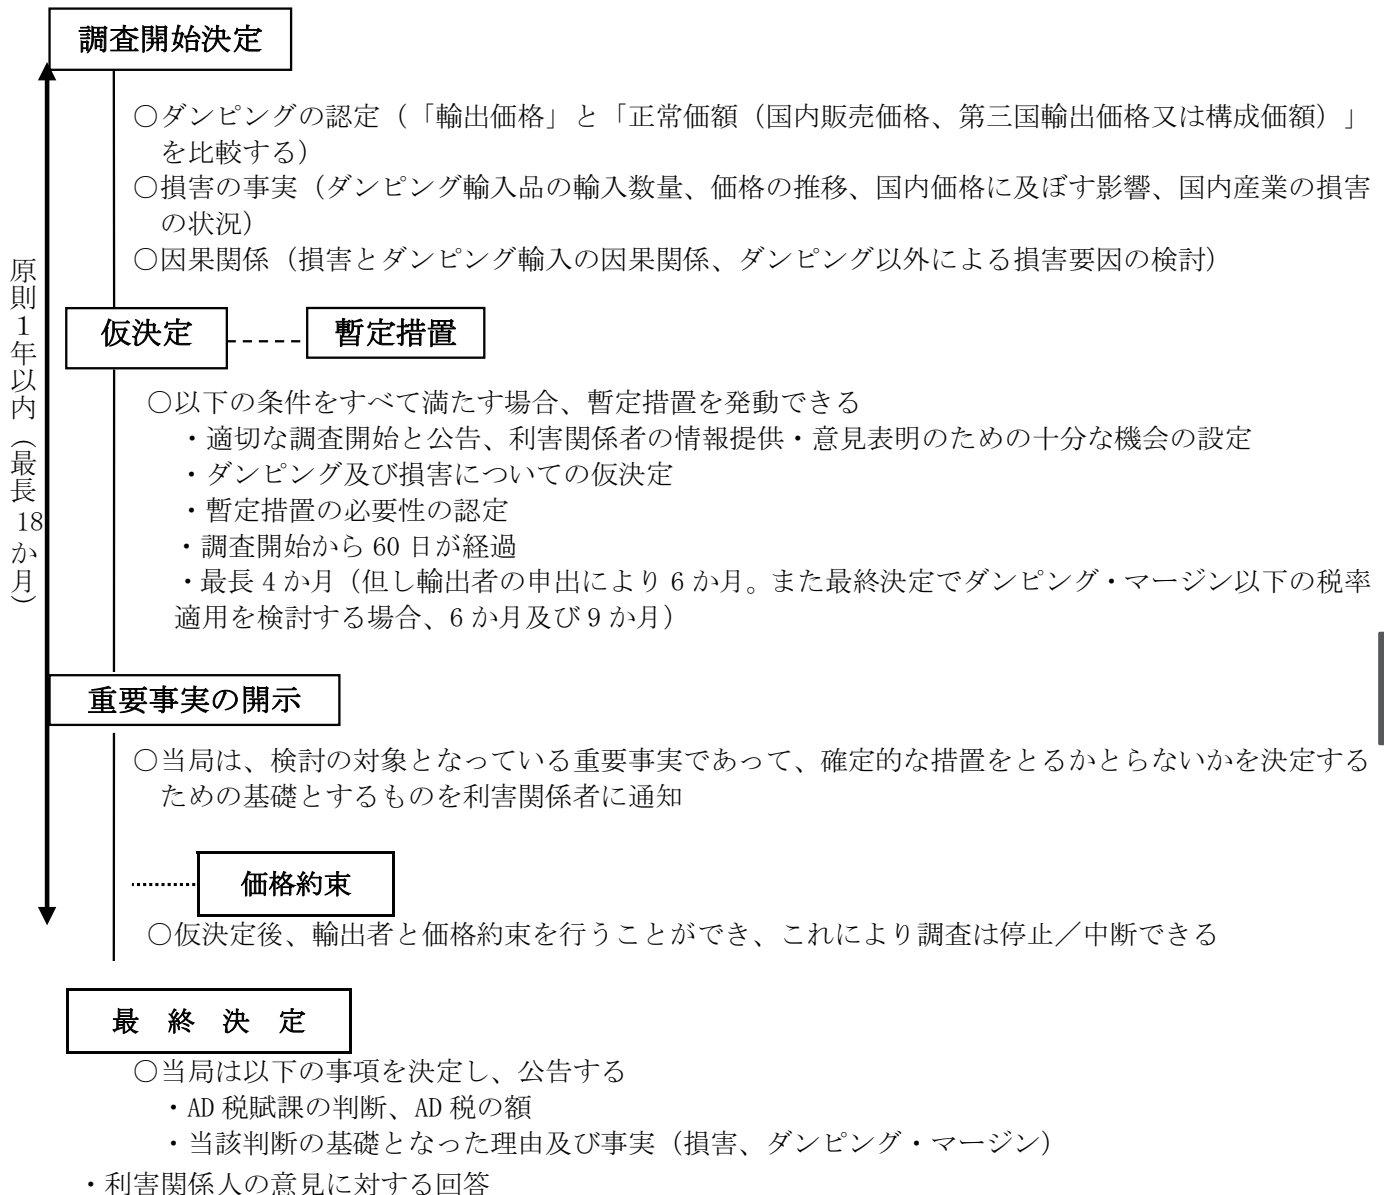 調査開始決定
○ダンピングの認定（「輸出価格」と「正常価額（国内販売価格、第三国輸出価格又は構成価額）」
を比較する）
○損害の事実（ダンピング輸入品の輸入数量、価格の推移、国内価格に及ぼす影響、国内産業の損害
の状況）
○因果関係（損害とダンピング輸入の因果関係、ダンピング以外による損害要因の検討）
原則１年以内（最長 18 か月）
仮決定
暫定措置
○以下の条件をすべて満たす場合、暫定措置を発動できる
・適切な調査開始と公告、利害関係者の情報提供・意見表明のための十分な機会の設定
・ダンピング及び損害についての仮決定
・暫定措置の必要性の認定
・調査開始から 60 日が経過
・最長 4 か月（但し輸出者の申出により 6 か月。また最終決定でダンピング・マージン以下の税率
適用を検討する場合、6 か月及び 9 か月）
重要事実の開示
○当局は、検討の対象となっている重要事実であって、確定的な措置をとるかとらないかを決定する
ための基礎とするものを利害関係者に通知
価格約束
○仮決定後、輸出者と価格約束を行うことができ、これにより調査は停止／中断できる
最 終 決 定
○当局は以下の事項を決定し、公告する
・AD 税賦課の判断、AD 税の額
・当該判断の基礎となった理由及び事実（損害、ダンピング・マージン）
・利害関係人の意見に対する回答